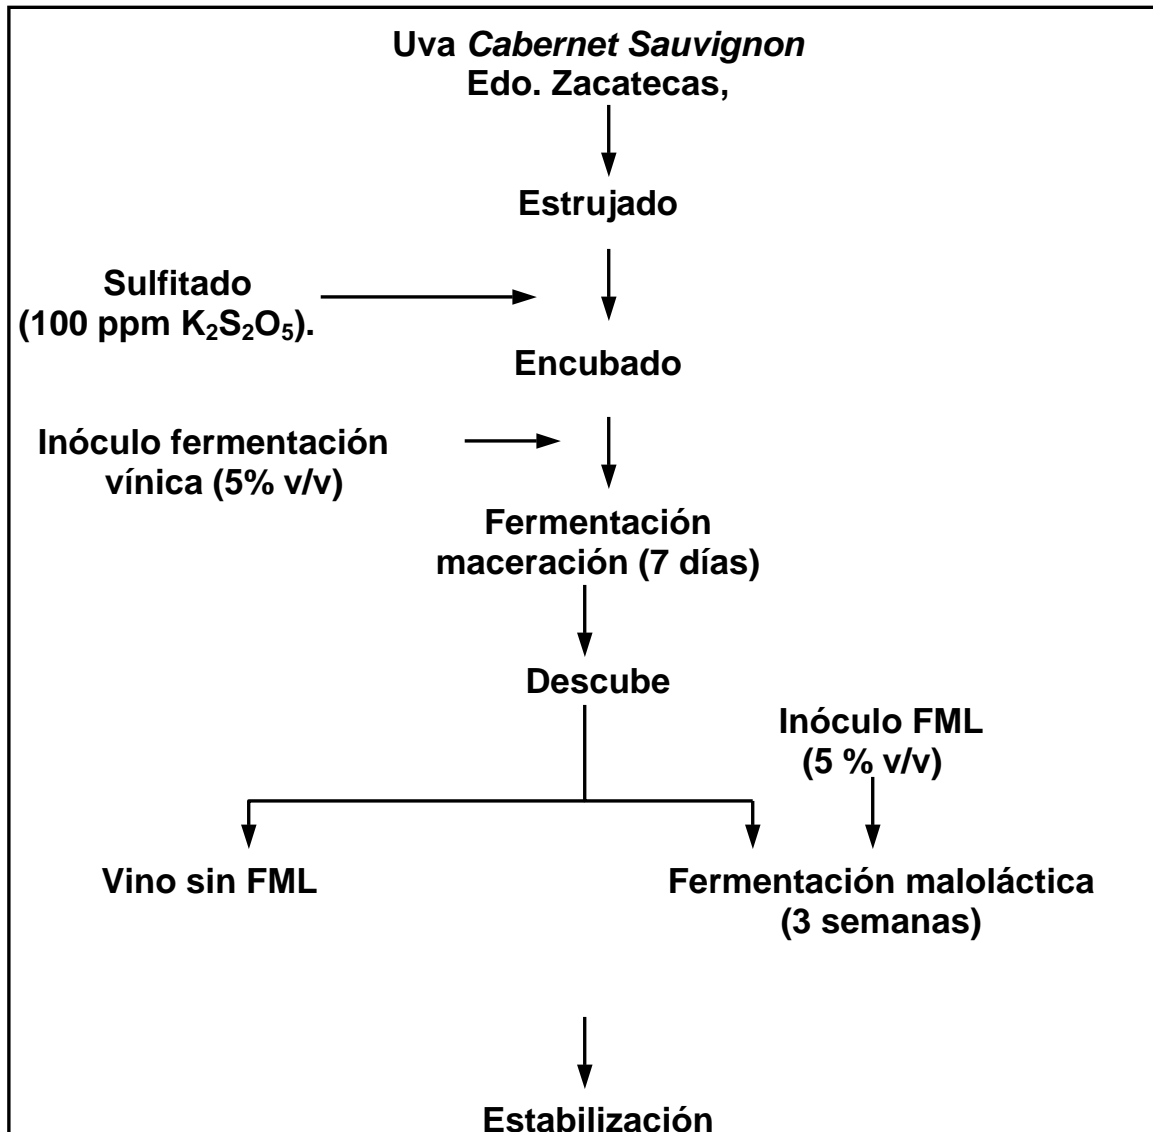 Uva Cabernet Sauvignon
Edo. Zacatecas,
Estrujado
Sulfitado
(100 ppm K₂S₂O₅).
Encubado
Inóculo fermentación
vínica (5% v/v)
Fermentación
maceración (7 días)
Descube
Inóculo FML
(5 % v/v)
Vino sin FML
Fermentación maloláctica
(3 semanas)
Estabilización